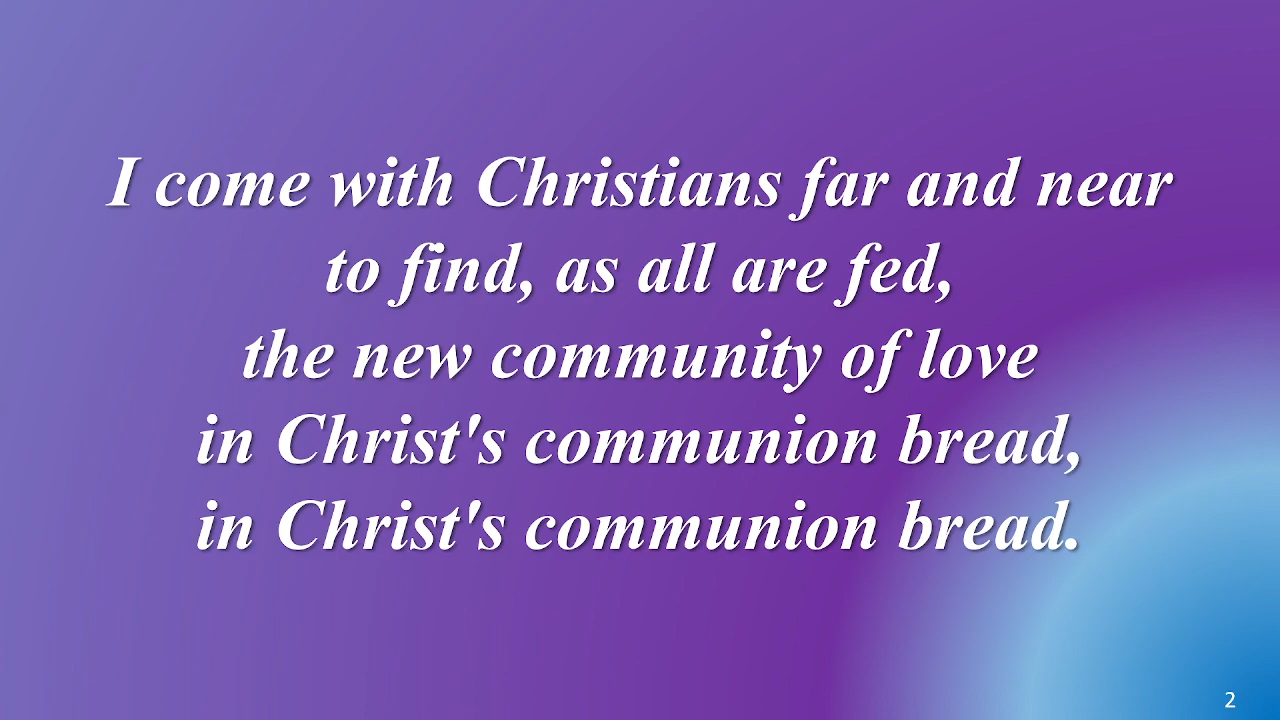 I come with Christians far and near
to find, as all are fed,
the new community of love
in Christ's communion bread,
in Christ's communion bread.
2